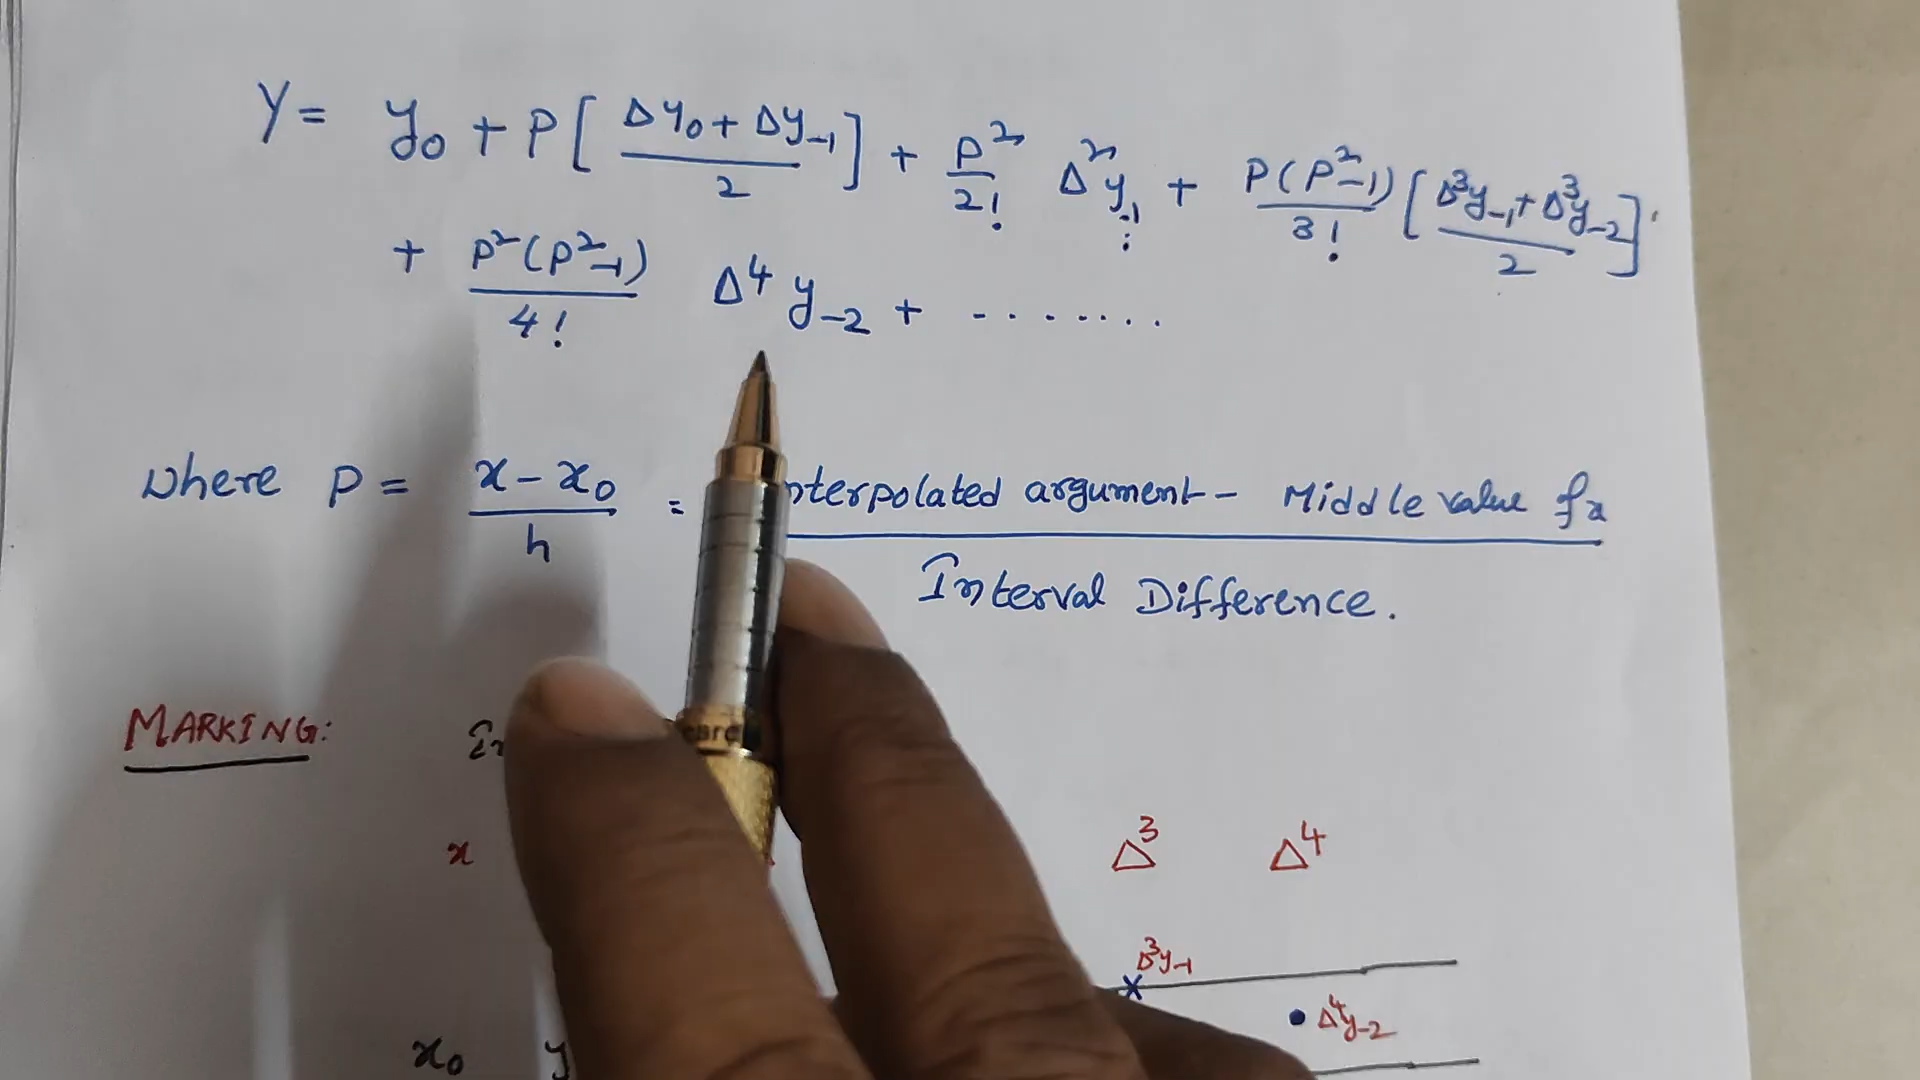 Y = y₀ + P [ (Δy₀ + Δy₋₁) / 2 ] + P²/2! Δ²y₋₁ + P(P²-1)/3! [ (Δ³y₋₁ + Δ³y₋₂) / 2 ]
+ P²(P²-1)/4! Δ⁴ y₋₂ + ........
where P = (x - x₀) / h = nterpolated argument - Middle value of x / Interval Difference.
MARKING:
x Δ³ Δ⁴
Δ³y₋₁
Δ⁴y₋₂
x₀ y